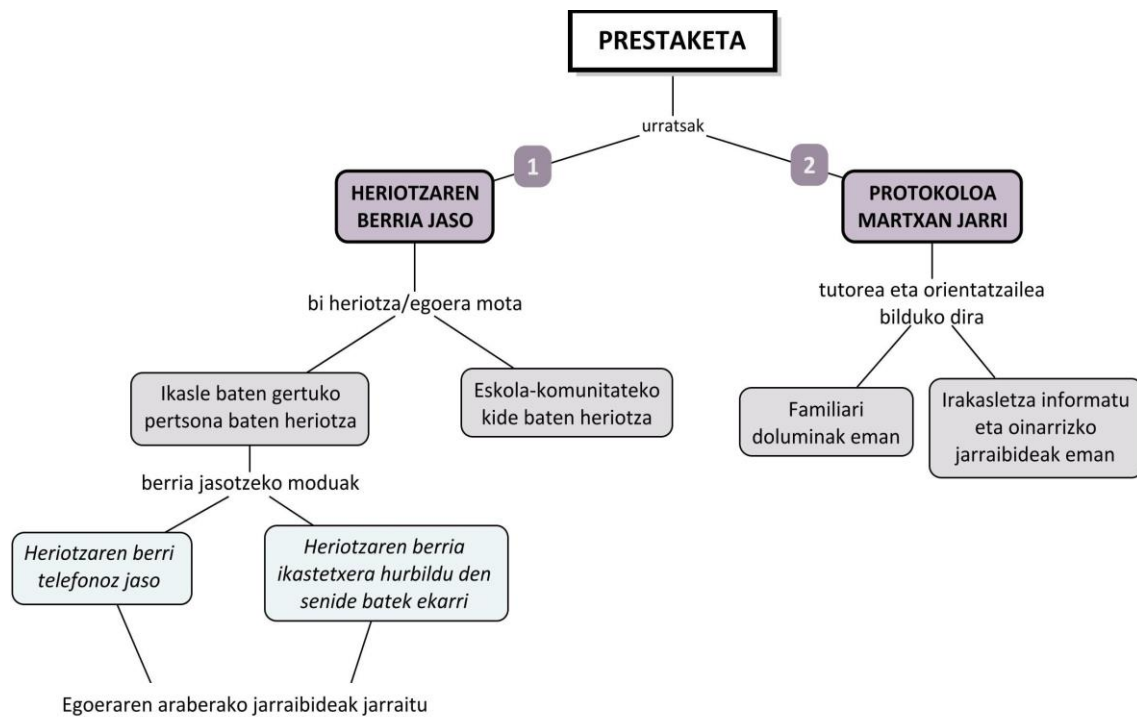 PRESTAKETA
urratsak
1
2
HERIOTZAREN
BERRIA JASO
PROTOKOLOA
MARTXAN JARRI
bi heriotza/egoera mota
tutorea eta orientatzailea
bilduko dira
Ikasle baten gertuko
pertsona baten heriotza
Eskola-komunitateko
kide baten heriotza
Familiari
doluminak eman
Irakasletza informatu
eta oinarrizko
jarraibideak eman
berria jasotzeko moduak
Heriotzaren berri
telefonoz jaso
Heriotzaren berria
ikastetxera hurbildu den
senide batek ekarri
Egoeraren araberako jarraibideak jarraitu